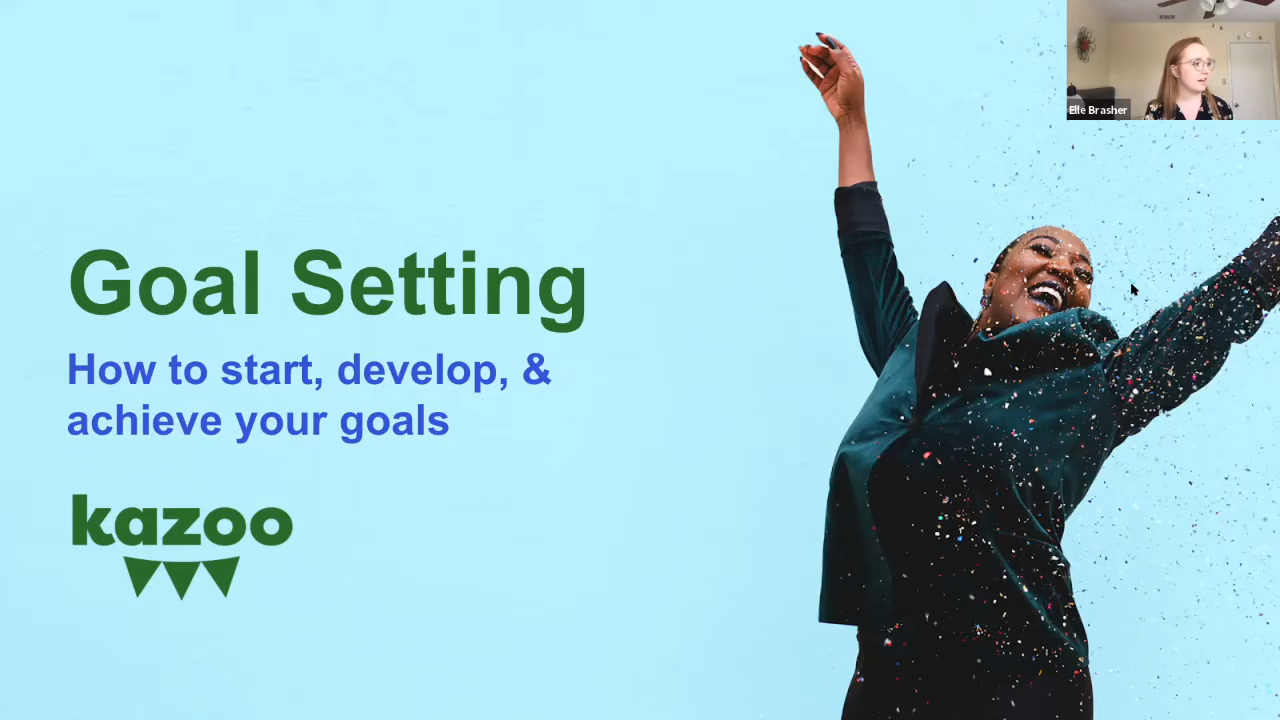 Elle Brasher
Goal Setting
How to start, develop, &
achieve your goals
kazoo